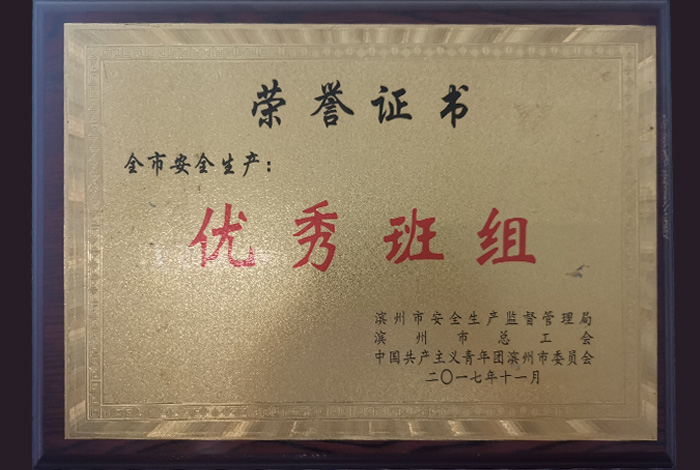 荣誉证书
全市安全生产：
优秀班组
滨州市安全生产监督管理局
滨州市总工会
中国共产主义青年团滨州市委员会
二〇一七年十一月